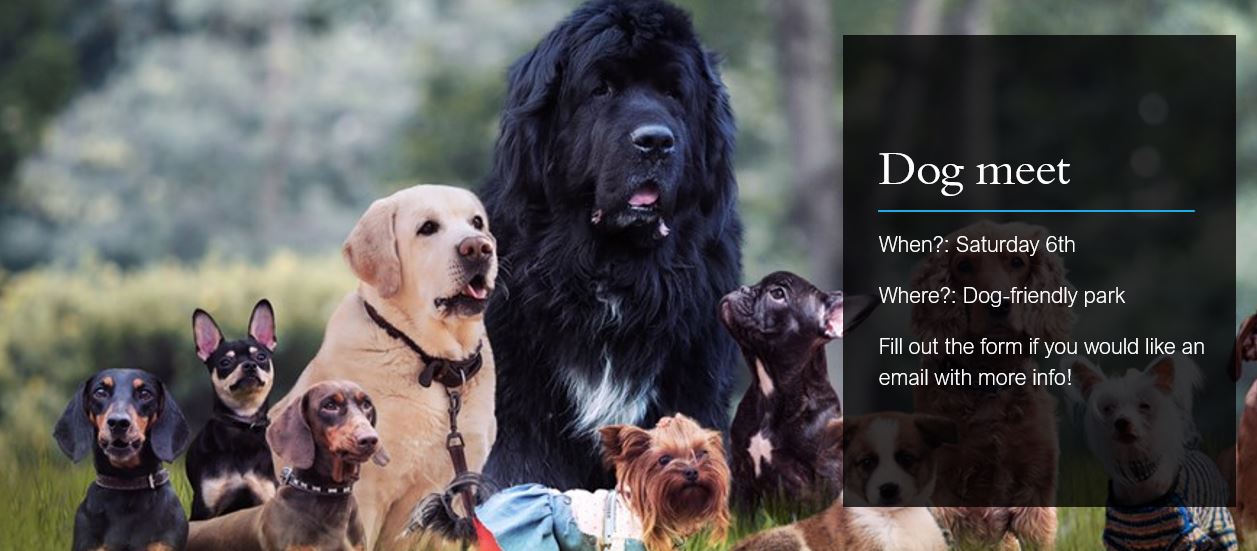 Dog meet
When?: Saturday 6th
Where?: Dog-friendly park
Fill out the form if you would like an
email with more info!